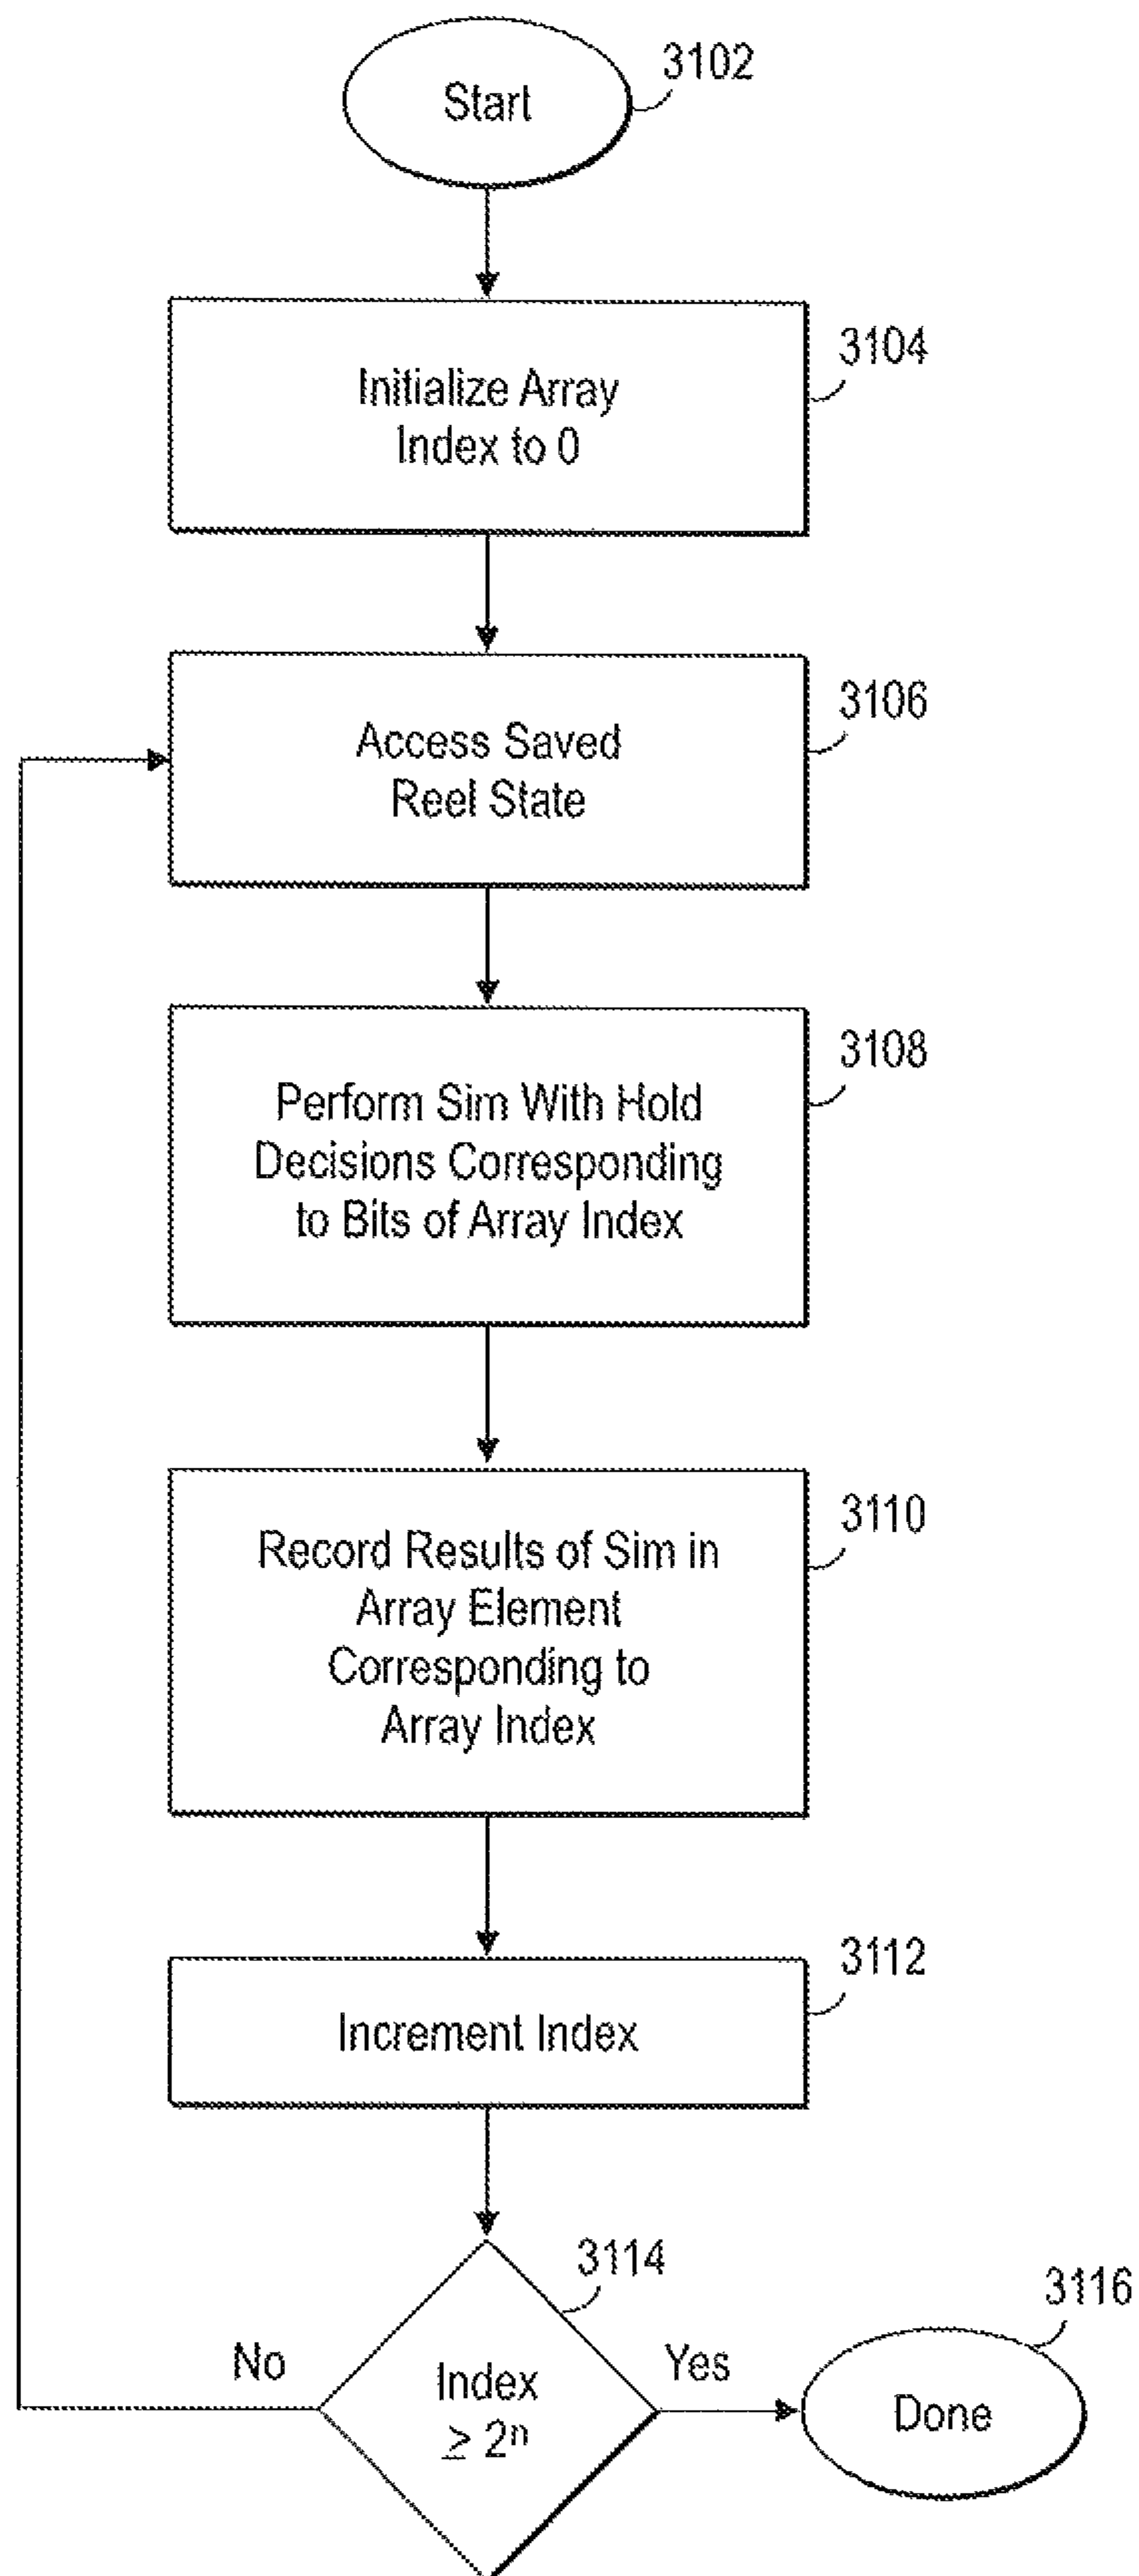 Start
3102
Initialize Array
Index to 0
3104
Access Saved
Reel State
3106
Perform Sim With Hold
Decisions Corresponding
to Bits of Array Index
3108
Record Results of Sim in
Array Element
Corresponding to
Array Index
3110
Increment Index
3112
3114
No
Index
≥ 2ⁿ
Yes
3116
Done